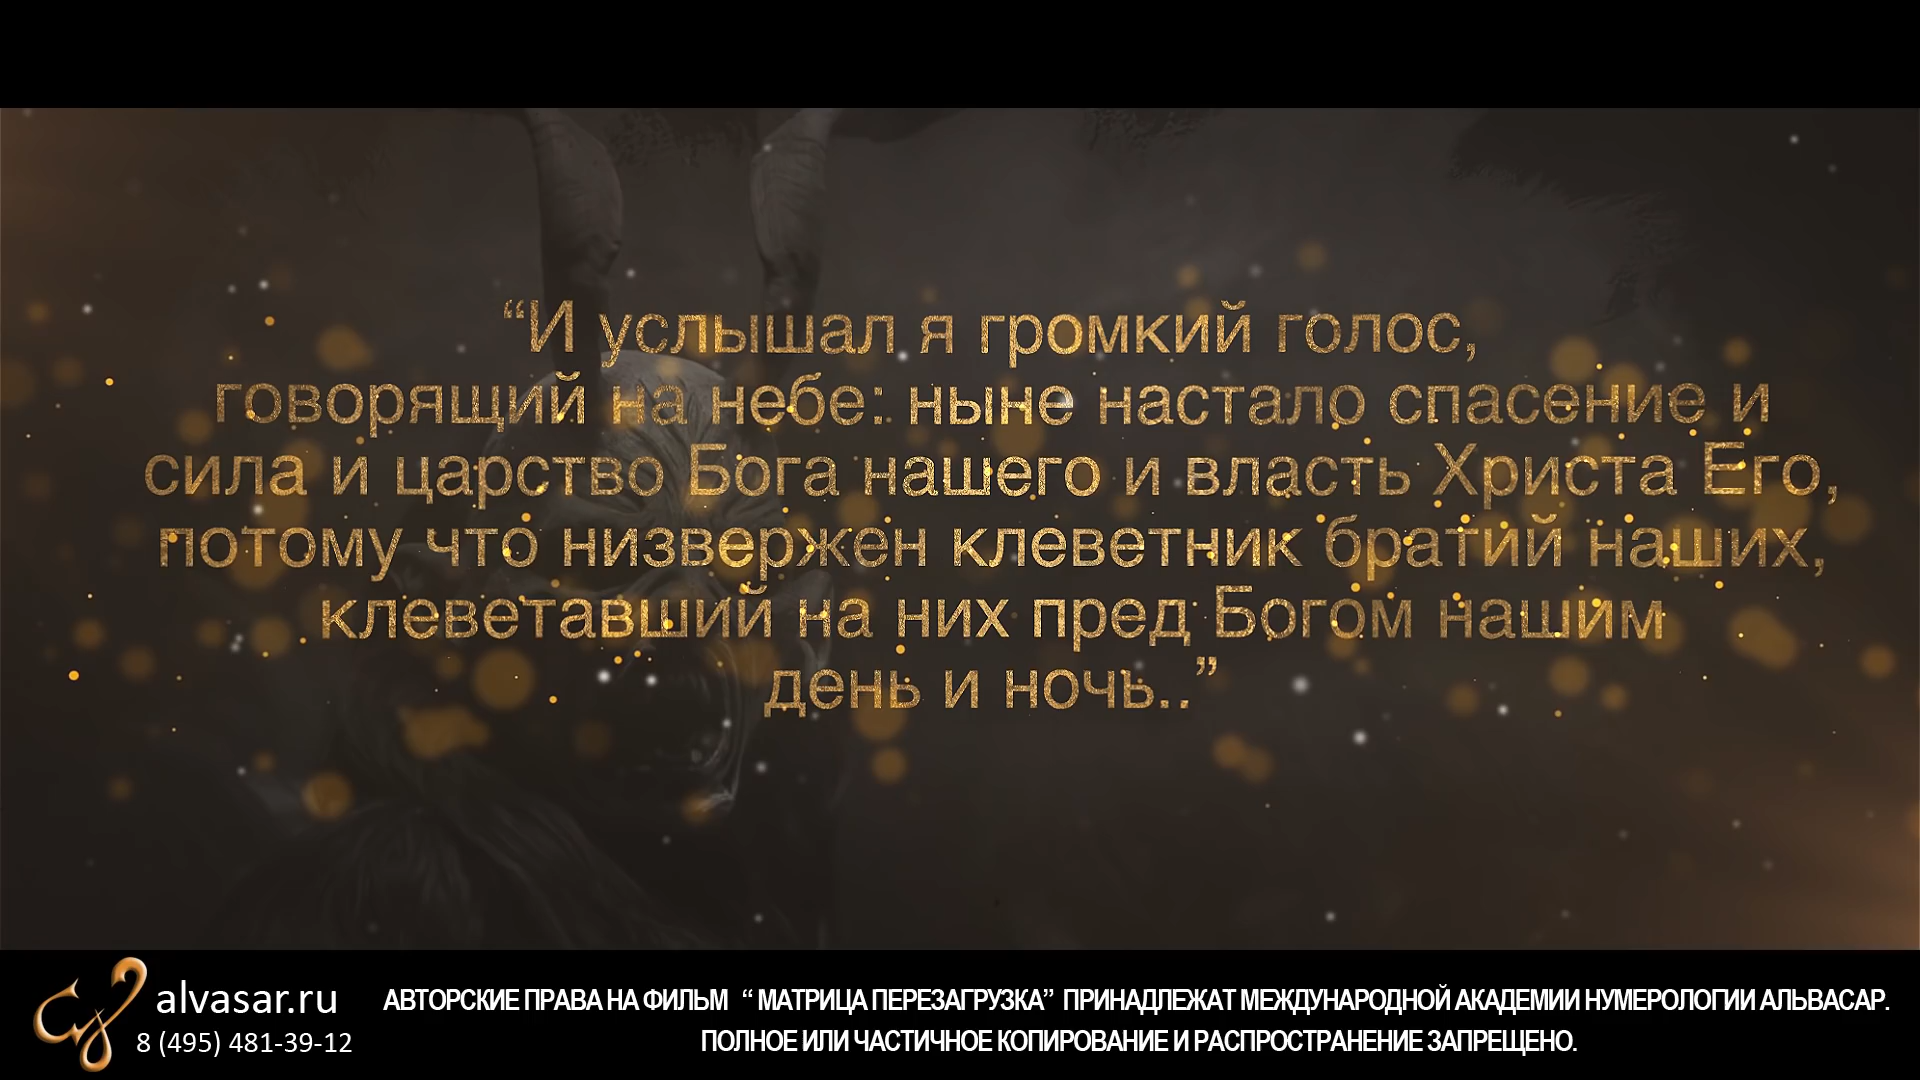 “И услышал я громкий голос,
говорящий на небе: ныне настало спасение и
сила и царство Бога нашего и власть Христа Его,
потому что низвержен клеветник братий наших,
клеветавший на них пред Богом нашим
день и ночь..”
alvasar.ru
8 (495) 481-39-12
АВТОРСКИЕ ПРАВА НА ФИЛЬМ “ МАТРИЦА ПЕРЕЗАГРУЗКА” ПРИНАДЛЕЖАТ МЕЖДУНАРОДНОЙ АКАДЕМИИ НУМЕРОЛОГИИ АЛЬВАСАР.
ПОЛНОЕ ИЛИ ЧАСТИЧНОЕ КОПИРОВАНИЕ И РАСПРОСТРАНЕНИЕ ЗАПРЕЩЕНО.